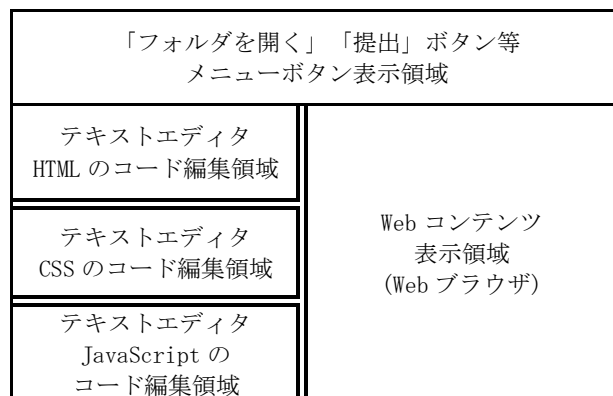 「フォルダを開く」「提出」ボタン等
メニューボタン表示領域
テキストエディタ
HTML のコード編集領域
テキストエディタ
CSS のコード編集領域
テキストエディタ
JavaScript の
コード編集領域
Web コンテンツ
表示領域
(Web ブラウザ)